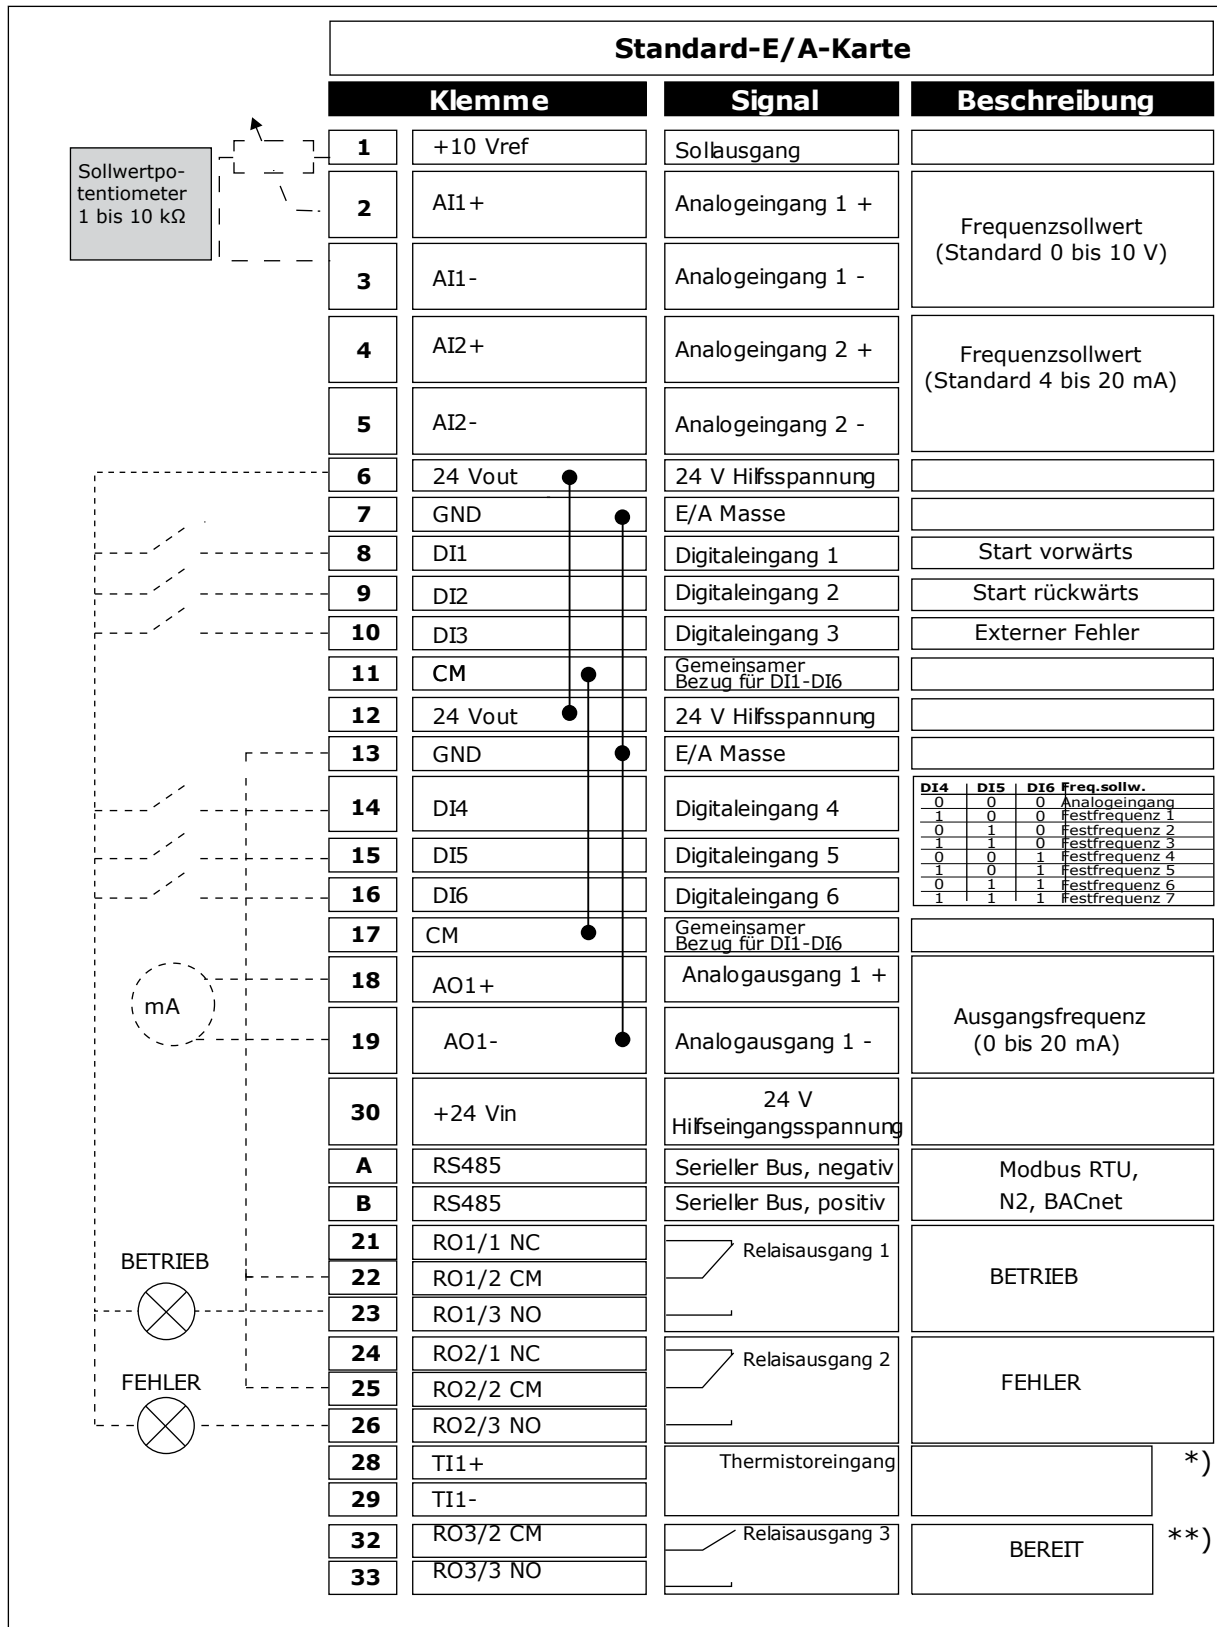 Standard-E/A-Karte
Klemme Signal Beschreibung
Sollwertpo-
tentiometer
1 bis 10 kΩ
1 +10 Vref Sollausgang
2 AI1+ Analogeingang 1 +
Frequenzsollwert
(Standard 0 bis 10 V)
3 AI1- Analogeingang 1 -
4 AI2+ Analogeingang 2 +
Frequenzsollwert
(Standard 4 bis 20 mA)
5 AI2- Analogeingang 2 -
6 24 Vout 24 V Hilfsspannung
7 GND E/A Masse
8 DI1 Digitaleingang 1 Start vorwärts
9 DI2 Digitaleingang 2 Start rückwärts
10 DI3 Digitaleingang 3 Externer Fehler
11 CM Gemeinsamer
Bezug für DI1-DI6
12 24 Vout 24 V Hilfsspannung
13 GND E/A Masse
14 DI4 Digitaleingang 4
15 DI5 Digitaleingang 5
16 DI6 Digitaleingang 6
DI4 DI5 DI6 Freq.sollw.
0 0 0 Analogeingang
1 0 0 Festfrequenz 1
0 1 0 Festfrequenz 2
1 1 0 Festfrequenz 3
0 0 1 Festfrequenz 4
1 0 1 Festfrequenz 5
0 1 1 Festfrequenz 6
1 1 1 Festfrequenz 7
17 CM Gemeinsamer
Bezug für DI1-DI6
mA
18 AO1+ Analogausgang 1 +
Ausgangsfrequenz
(0 bis 20 mA)
19 AO1- Analogausgang 1 -
30 +24 Vin 24 V
Hilfseingangsspannung
A RS485 Serieller Bus, negativ
B RS485 Serieller Bus, positiv
Modbus RTU,
N2, BACnet
BETRIEB
21 RO1/1 NC Relaisausgang 1
22 RO1/2 CM BETRIEB
23 RO1/3 NO
FEHLER
24 RO2/1 NC Relaisausgang 2
25 RO2/2 CM FEHLER
26 RO2/3 NO
28 TI1+ Thermistoreingang *)
29 TI1-
32 RO3/2 CM Relaisausgang 3 BEREIT **)
33 RO3/3 NO